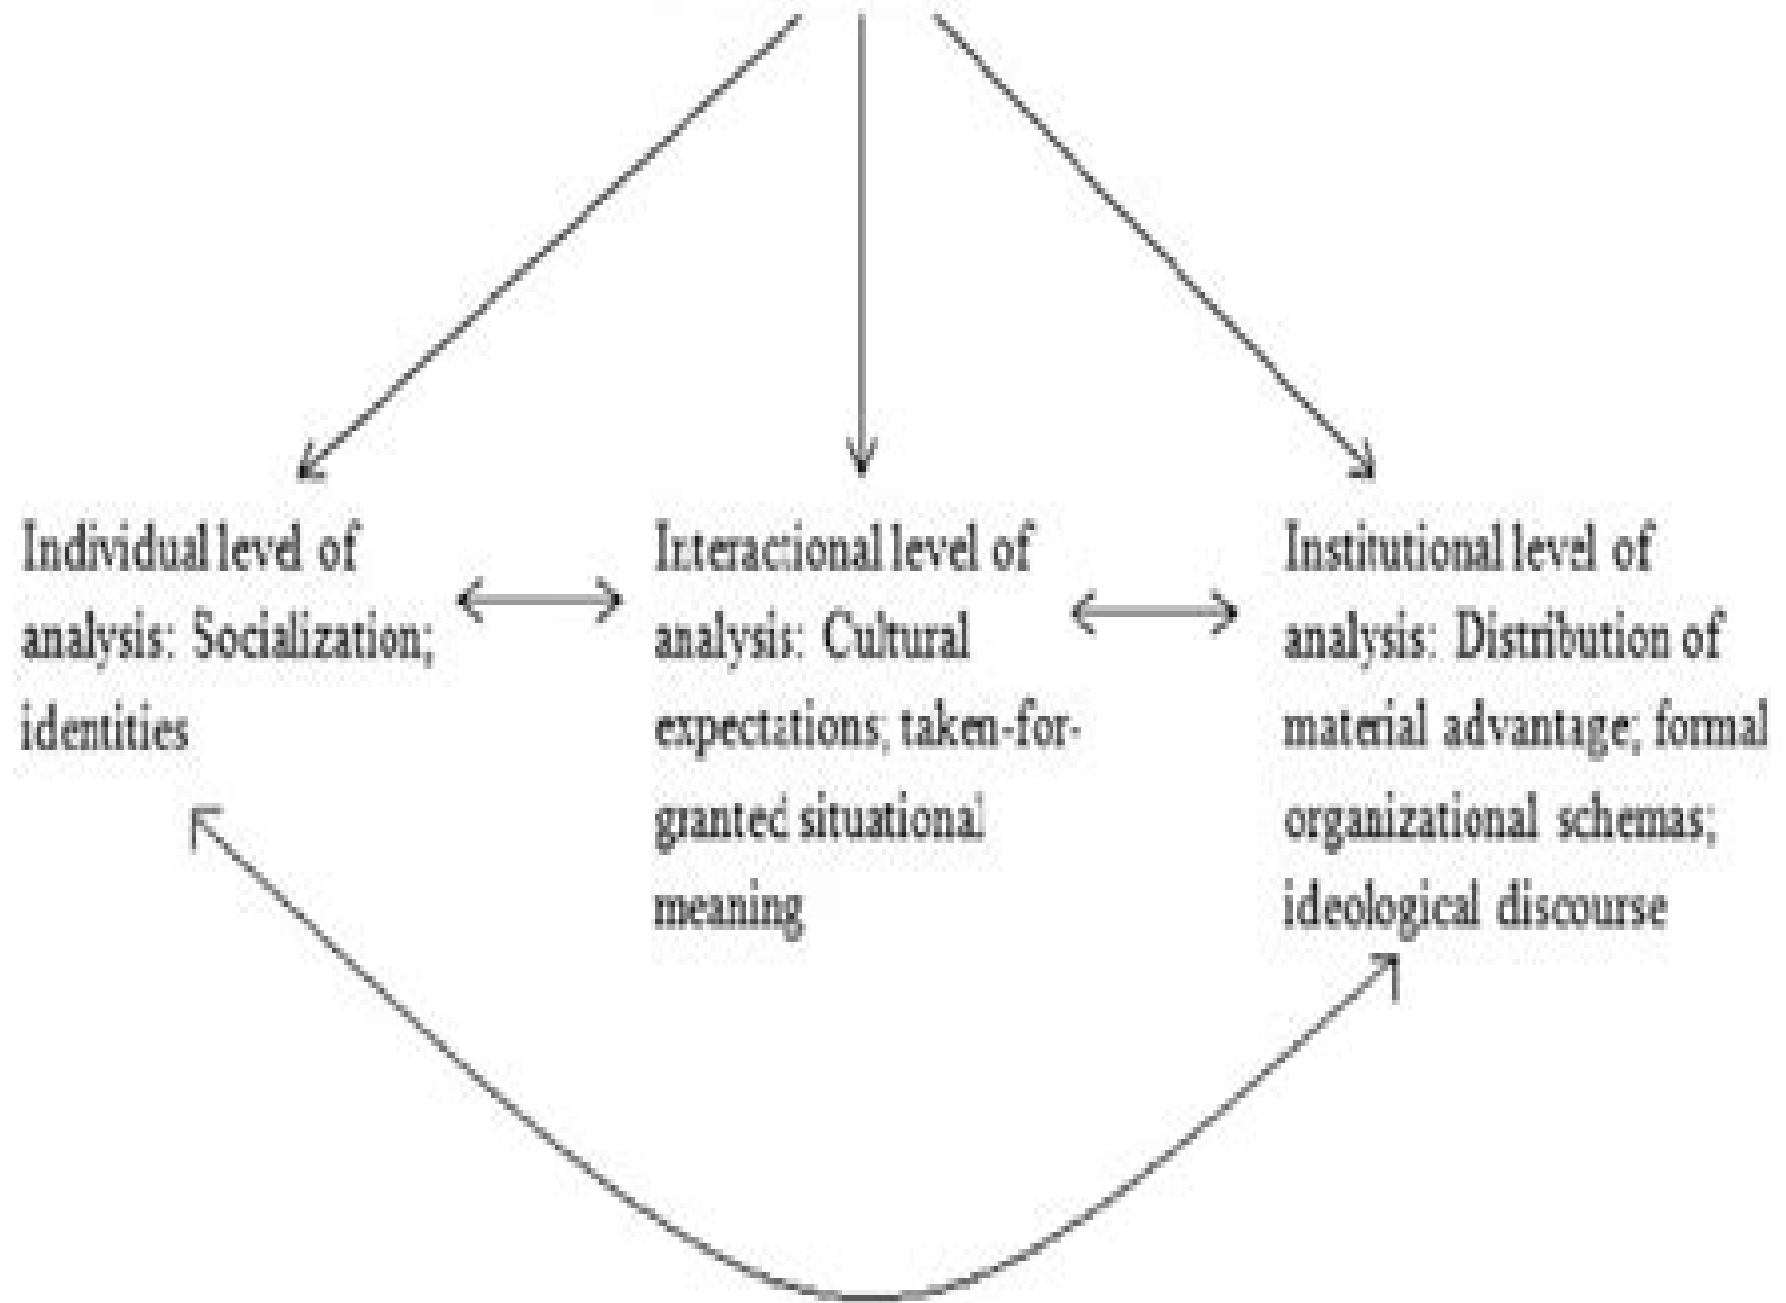 Individual level of
analysis: Socialization;
identities
Interactional level of
analysis: Cultural
expectations; taken-for-
granted situational
meaning
Institutional level of
analysis: Distribution of
material advantage; formal
organizational schemas;
ideological discourse